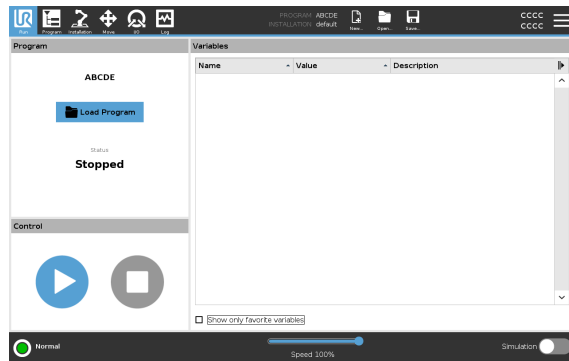 UR
Run
Program
Installation
Move
I/O
Log
PROGRAM ABCDE
INSTALLATION default
New...
Open...
Save...
CCCC
CCCC
Program
ABCDE
Load Program
Status
Stopped
Control
Variables
Name
Value
Description
Show only favorite variables
Normal
Speed 100%
Simulation